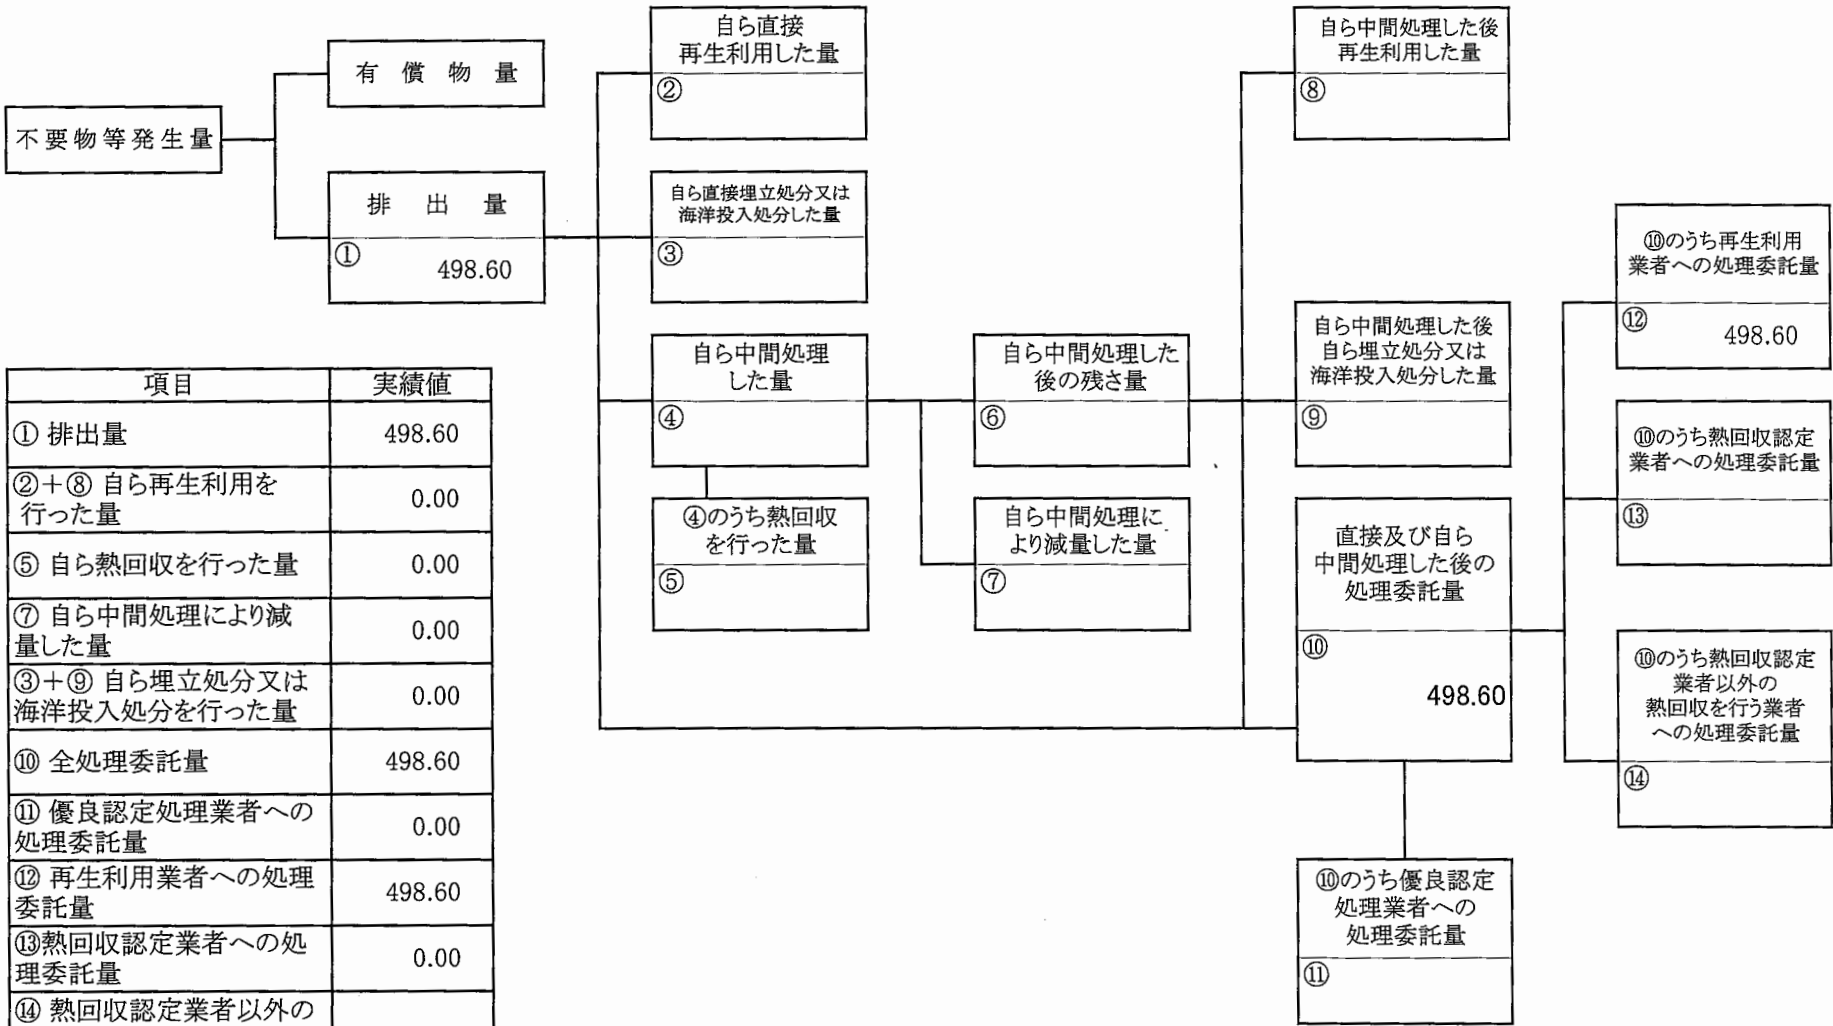 不要物等発生量
有償物量
排出量
①
498.60
自ら直接
再生利用した量
②
自ら直接埋立処分又は
海洋投入処分した量
③
自ら中間処理
した量
④
④のうち熱回収
を行った量
⑤
自ら中間処理した
後の残さ量
⑥
自ら中間処理に
より減量した量
⑦
自ら中間処理した後
再生利用した量
⑧
自ら中間処理した後
自ら埋立処分又は
海洋投入処分した量
⑨
直接及び自ら
中間処理した後の
処理委託量
⑩
498.60
⑩のうち優良認定
処理業者への
処理委託量
⑪
⑩のうち再生利用
業者への処理委託量
⑫
498.60
⑩のうち熱回収認定
業者への処理委託量
⑬
⑩のうち熱回収認定
業者以外の
熱回収を行う業者
への処理委託量
⑭
項目 実績値
① 排出量 498.60
②+⑧ 自ら再生利用を
行った量 0.00
⑤ 自ら熱回収を行った量 0.00
⑦ 自ら中間処理により減
量した量 0.00
③+⑨ 自ら埋立処分又は
海洋投入処分を行った量 0.00
⑩ 全処理委託量 498.60
⑪ 優良認定処理業者への
処理委託量 0.00
⑫ 再生利用業者への処理
委託量 498.60
⑬熱回収認定業者への処
理委託量 0.00
⑭ 熱回収認定業者以外の